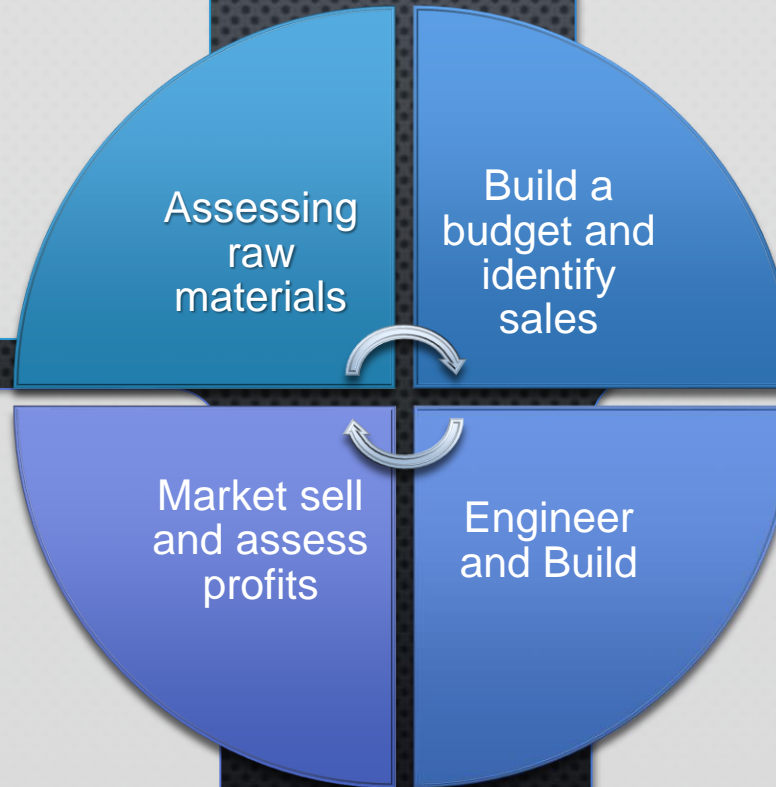 Assessing
raw
materials
Build a
budget and
identify
sales
Market sell
and assess
profits
Engineer
and Build